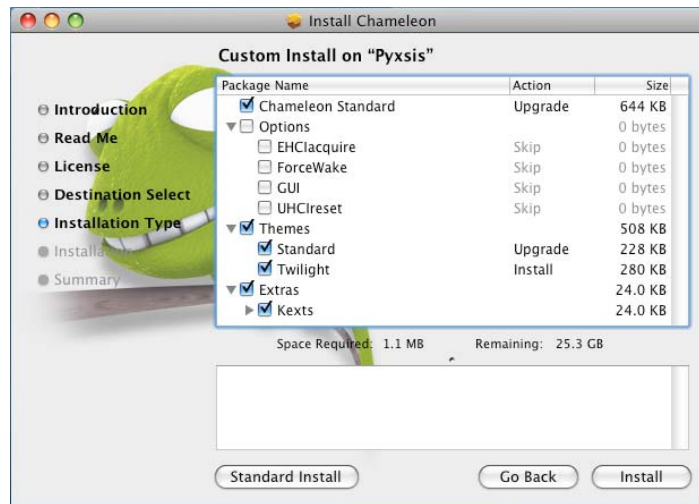 Install Chameleon
Custom Install on “Pyxsis”
Introduction
Read Me
License
Destination Select
Installation Type
Installation
Summary
Package Name Action Size
Chameleon Standard Upgrade 644 KB
Options 0 bytes
EHCIacquire Skip 0 bytes
ForceWake Skip 0 bytes
GUI Skip 0 bytes
UHCIreset Skip 0 bytes
Themes 508 KB
Standard Upgrade 228 KB
Twilight Install 280 KB
Extras 24.0 KB
Kexts 24.0 KB
Space Required: 1.1 MB Remaining: 25.3 GB
Standard Install Go Back Install